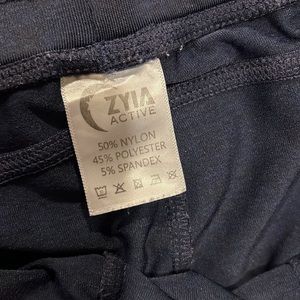 ZYIA
ACTIVE
50% NYLON
45% POLYESTER
5% SPANDEX